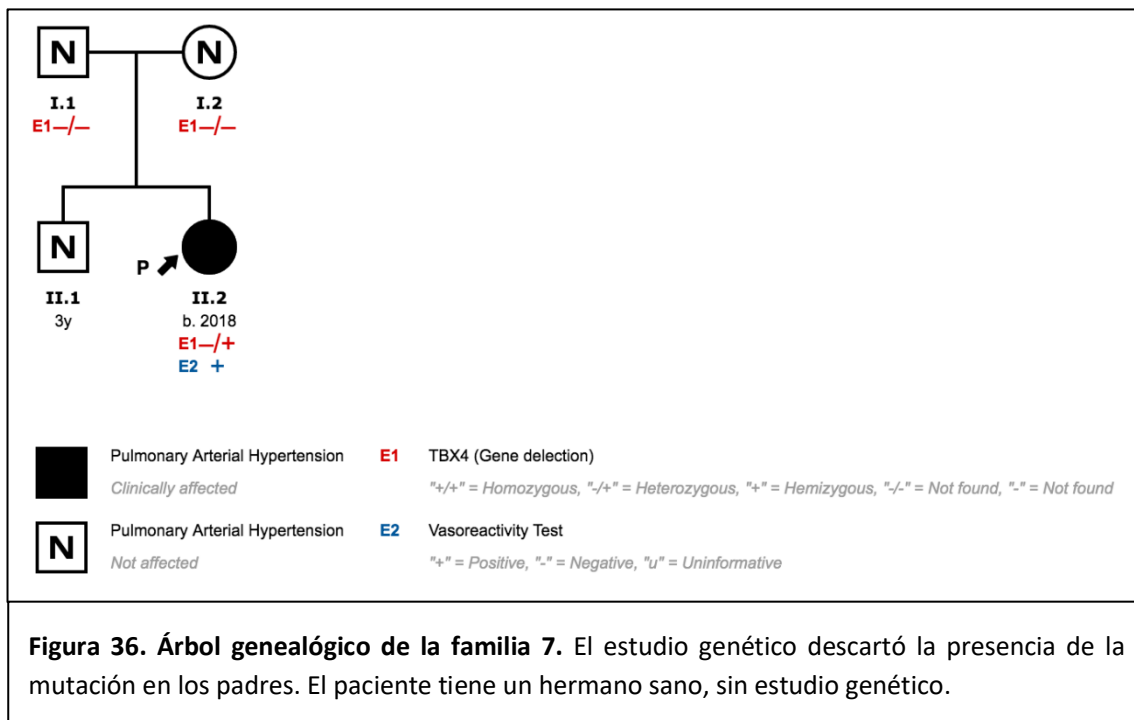 N N
I.1 I.2
E1—/— E1—/—
N P
II.1 II.2
3y b. 2018
E1—/+
E2 +
Pulmonary Arterial Hypertension E1 TBX4 (Gene delection)
Clinically affected "+/+" = Homozygous, "-/+" = Heterozygous, "+" = Hemizygous, "-/-" = Not found, "-" = Not found
N Pulmonary Arterial Hypertension E2 Vasoreactivity Test
Not affected "+" = Positive, "-" = Negative, "u" = Uninformative
Figura 36. Árbol genealógico de la familia 7. El estudio genético descartó la presencia de la
mutación en los padres. El paciente tiene un hermano sano, sin estudio genético.